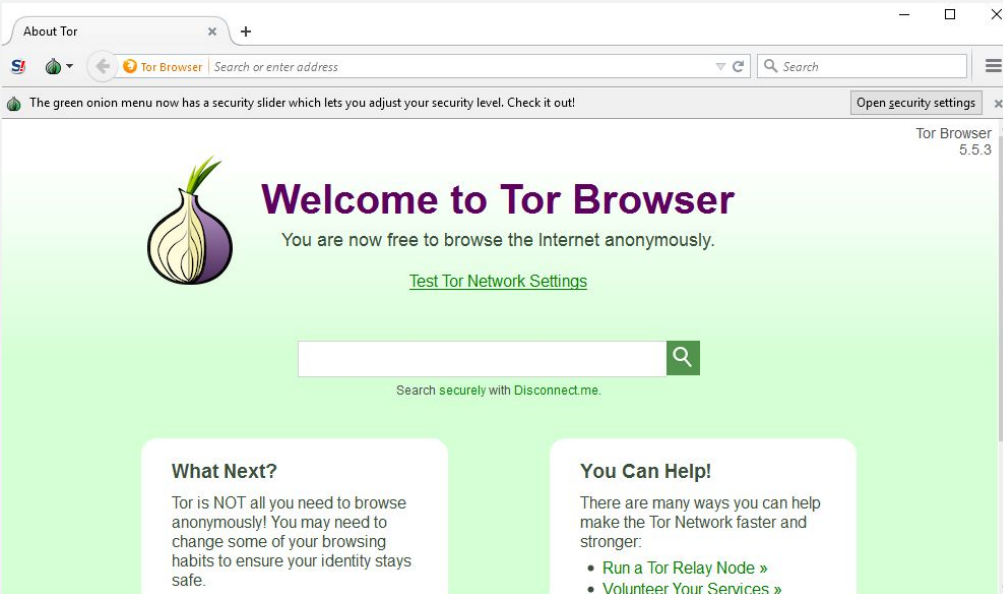 About Tor
S!
Tor Browser Search or enter address
Search
The green onion menu now has a security slider which lets you adjust your security level. Check it out!
Open security settings
Tor Browser
5.5.3
Welcome to Tor Browser
You are now free to browse the Internet anonymously.
Test Tor Network Settings
Search securely with Disconnect.me.
What Next?
Tor is NOT all you need to browse
anonymously! You may need to
change some of your browsing
habits to ensure your identity stays
safe.
You Can Help!
There are many ways you can help
make the Tor Network faster and
stronger:
• Run a Tor Relay Node »
• Volunteer Your Services »